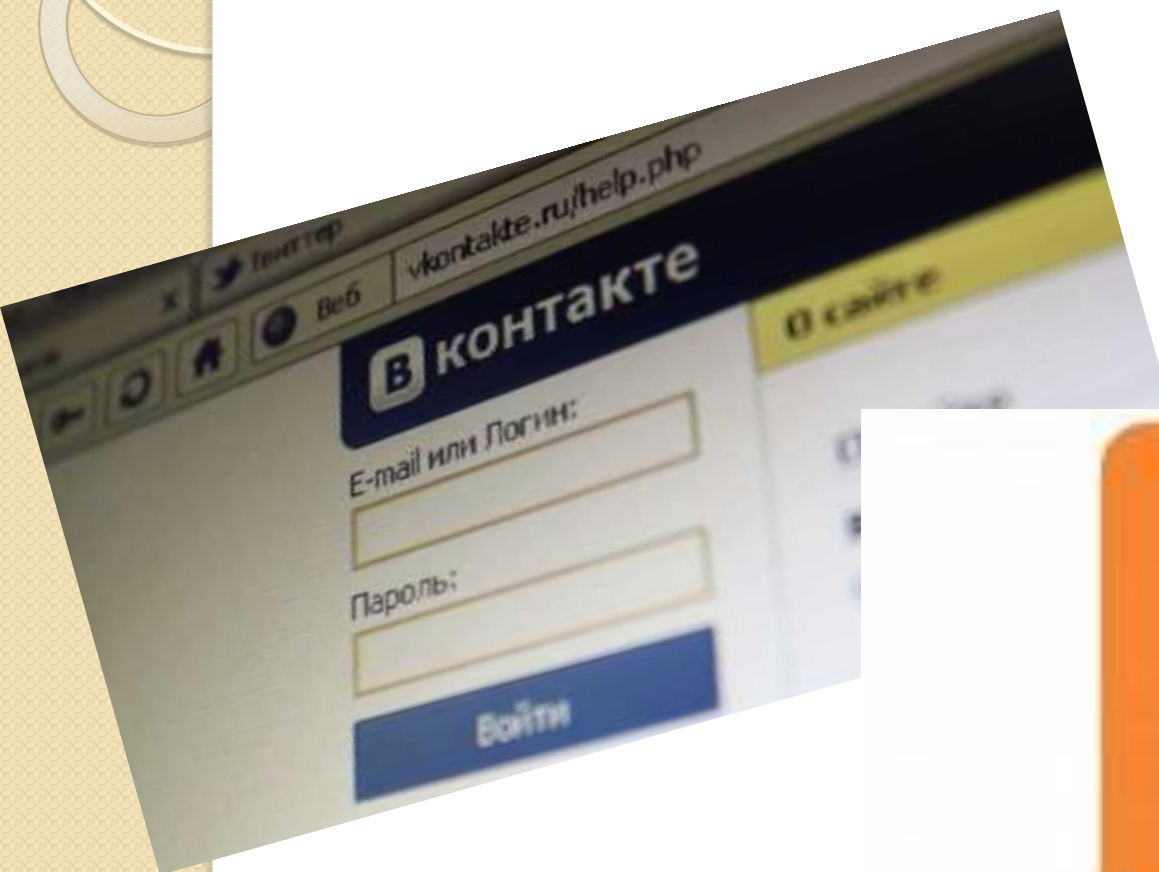 Твиттер
Веб
vkontakte.ru/help.php
В контакте
О сайте
E-mail или Логин:
Пароль:
Войти